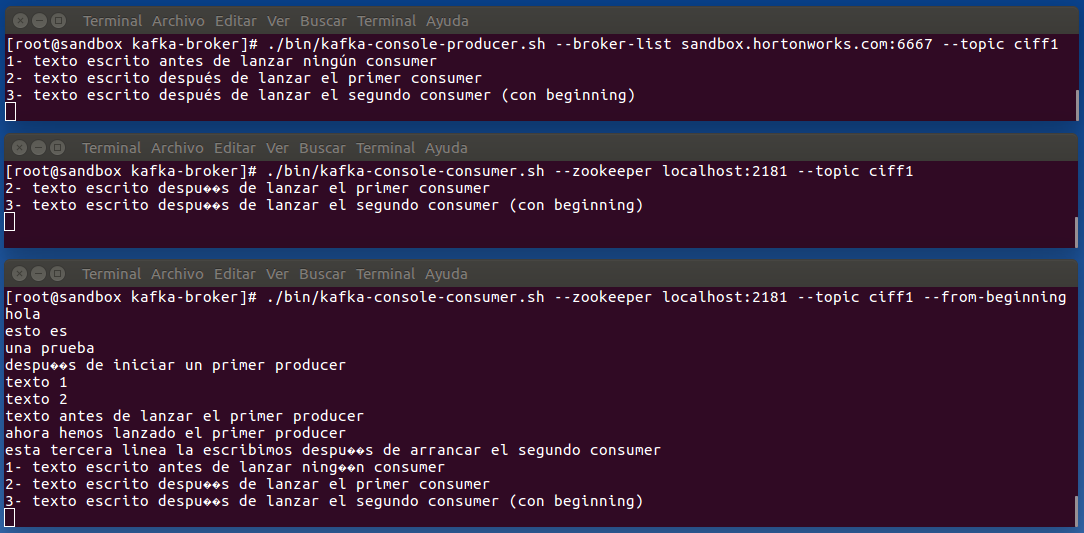 Terminal Archivo Editar Ver Buscar Terminal Ayuda
[root@sandbox kafka-broker]# ./bin/kafka-console-producer.sh --broker-list sandbox.hortonworks.com:6667 --topic ciff1
1- texto escrito antes de lanzar ningún consumer
2- texto escrito después de lanzar el primer consumer
3- texto escrito después de lanzar el segundo consumer (con beginning)
Terminal Archivo Editar Ver Buscar Terminal Ayuda
[root@sandbox kafka-broker]# ./bin/kafka-console-consumer.sh --zookeeper localhost:2181 --topic ciff1
2- texto escrito despu��s de lanzar el primer consumer
3- texto escrito despu��s de lanzar el segundo consumer (con beginning)
Terminal Archivo Editar Ver Buscar Terminal Ayuda
[root@sandbox kafka-broker]# ./bin/kafka-console-consumer.sh --zookeeper localhost:2181 --topic ciff1 --from-beginning
hola
esto es
una prueba
despu��s de iniciar un primer producer
texto 1
texto 2
texto antes de lanzar el primer producer
ahora hemos lanzado el primer producer
esta tercera linea la escribimos despu��s de arrancar el segundo consumer
1- texto escrito antes de lanzar ning��n consumer
2- texto escrito despu��s de lanzar el primer consumer
3- texto escrito despu��s de lanzar el segundo consumer (con beginning)